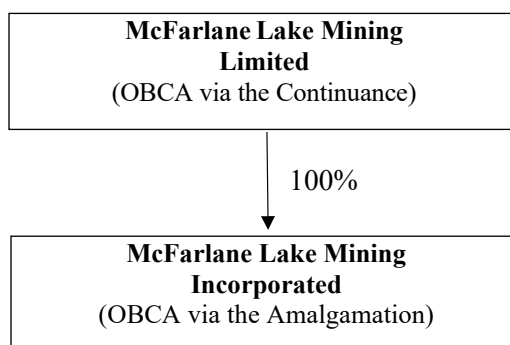 McFarlane Lake Mining
Limited
(OBCA via the Continuance)
100%
McFarlane Lake Mining
Incorporated
(OBCA via the Amalgamation)